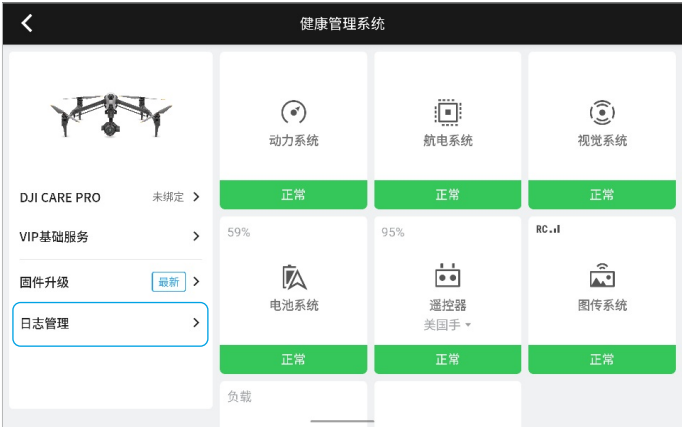 健康管理系统
动力系统
正常
航电系统
正常
视觉系统
正常
DJI CARE PRO 未绑定
VIP基础服务
固件升级 最新
日志管理
59%
电池系统
正常
95%
遥控器
美国手
正常
RC
图传系统
正常
负载